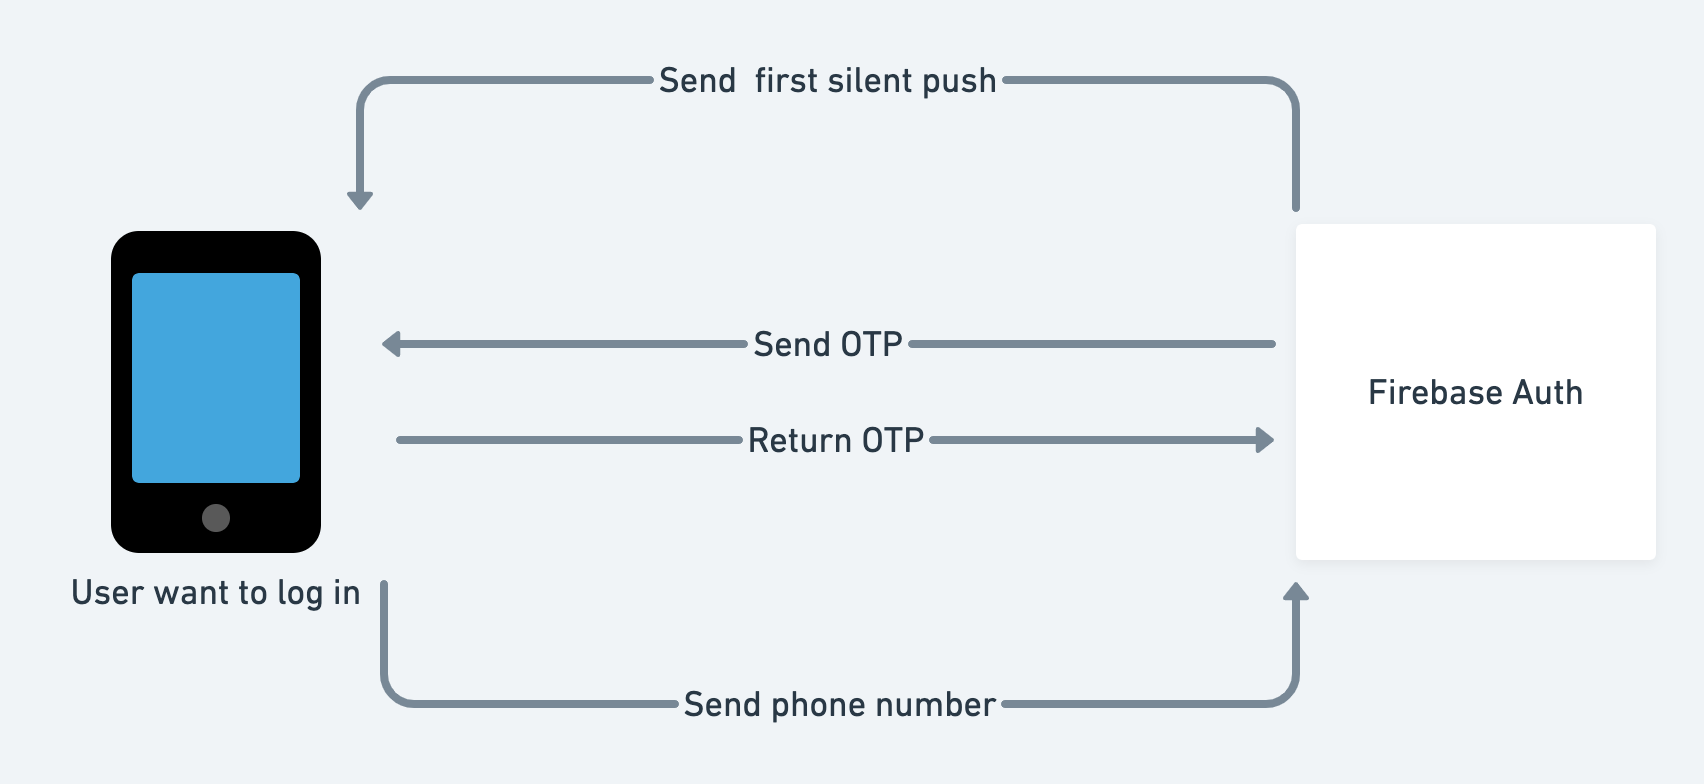 Send  first silent push
Send OTP
Firebase Auth
Return OTP
User want to log in
Send phone number